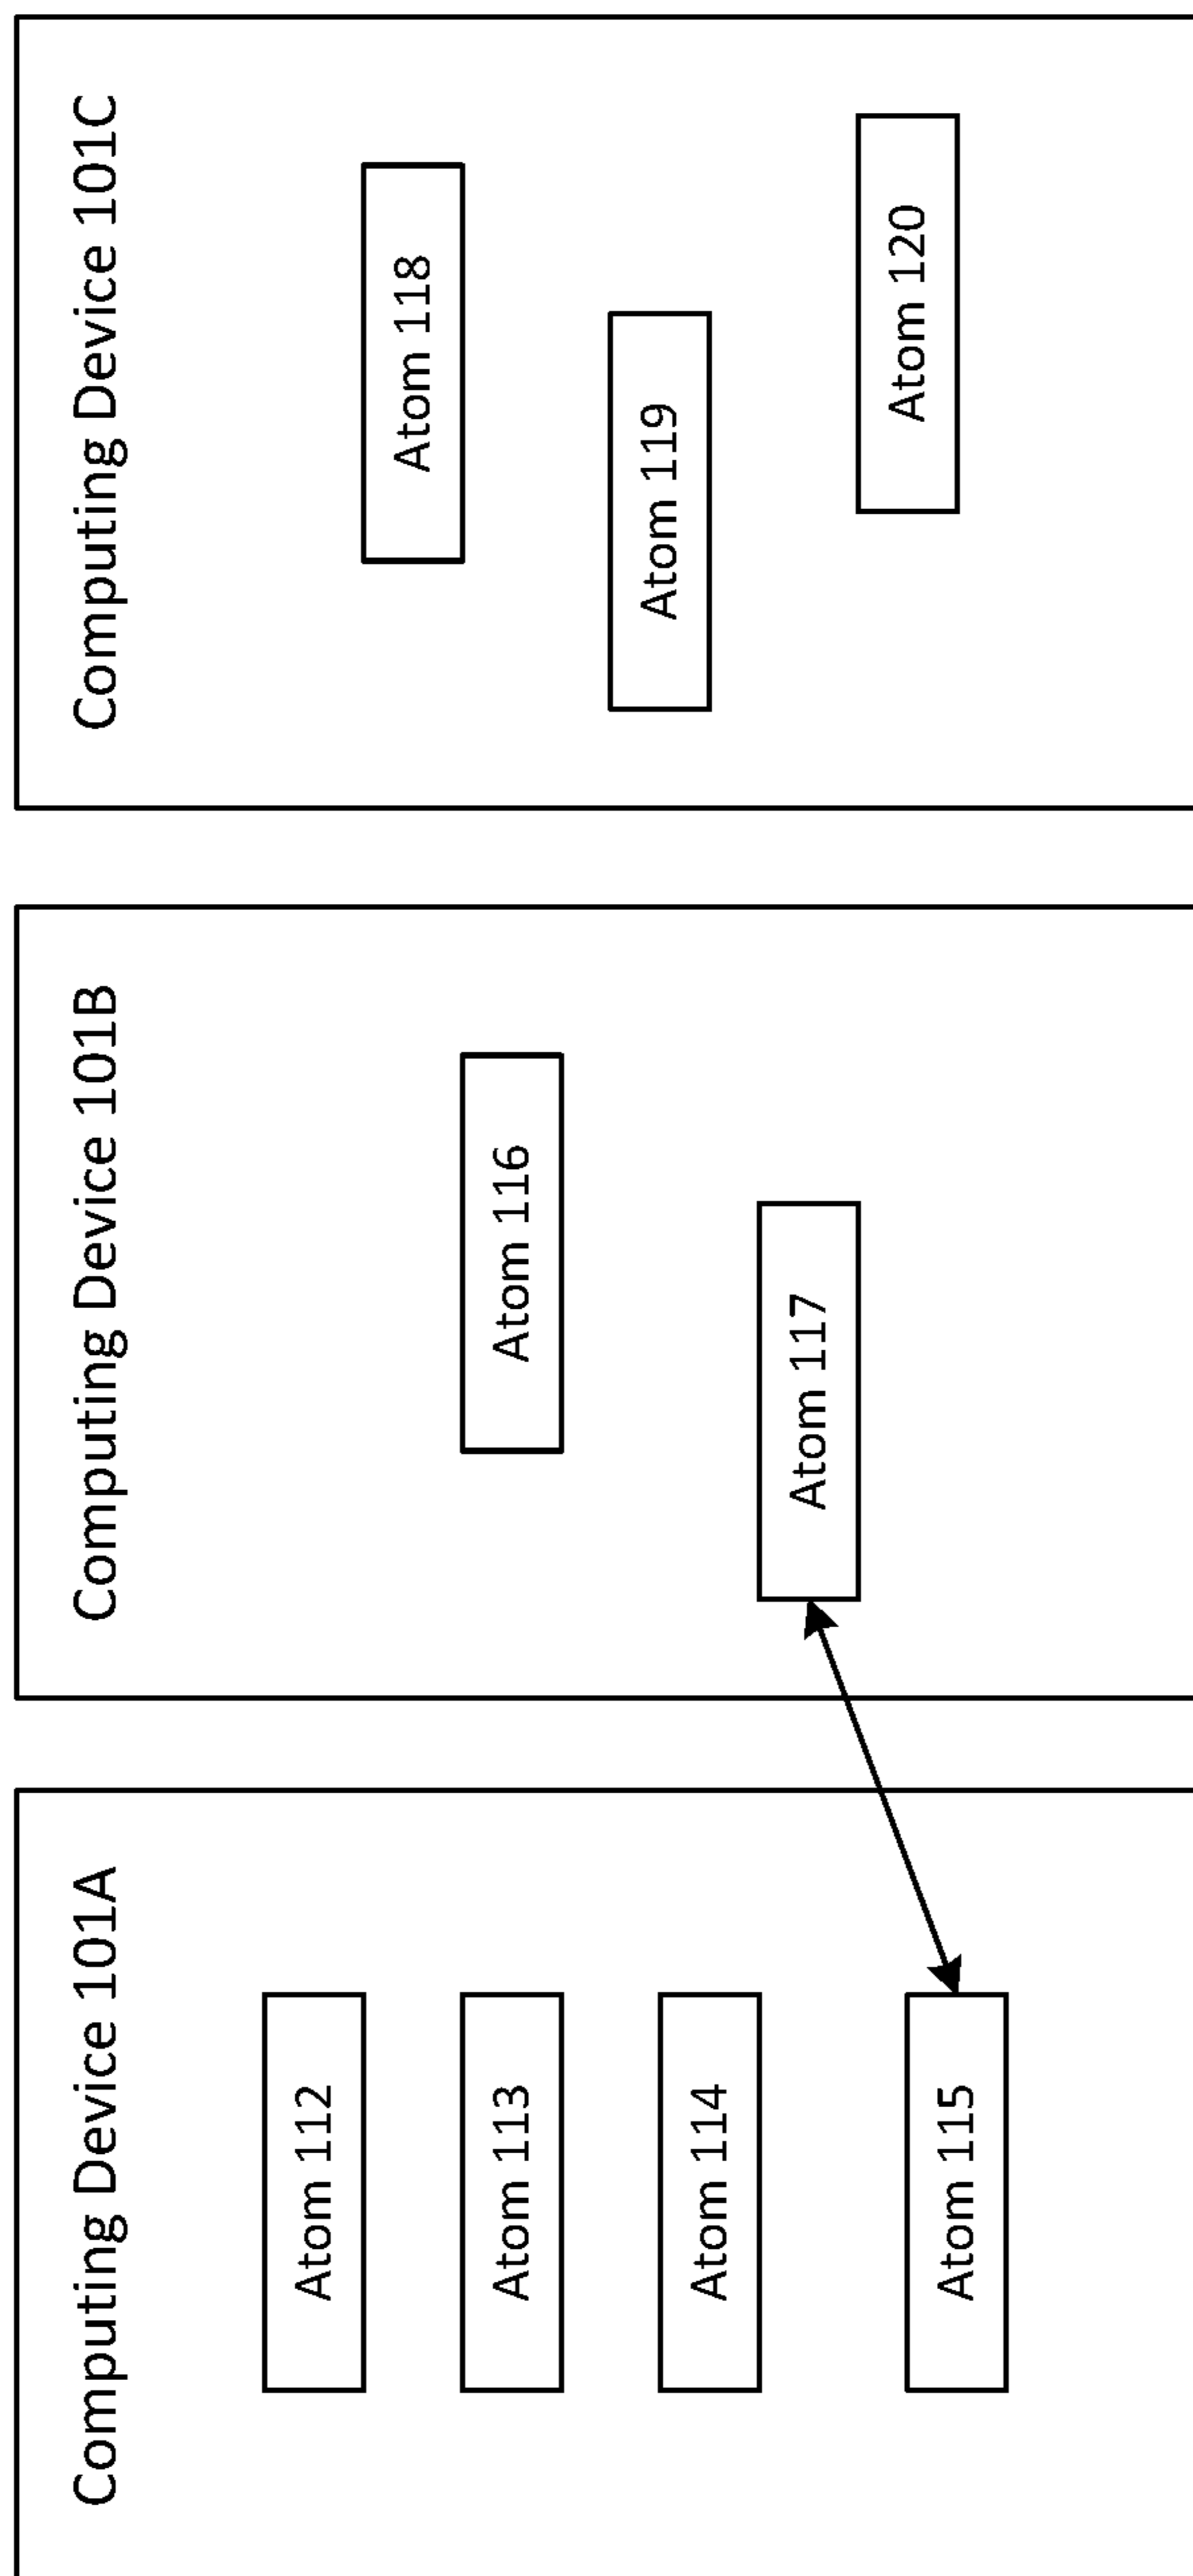 Computing Device 101A
Atom 112
Atom 113
Atom 114
Atom 115
Computing Device 101B
Atom 116
Atom 117
Computing Device 101C
Atom 118
Atom 119
Atom 120